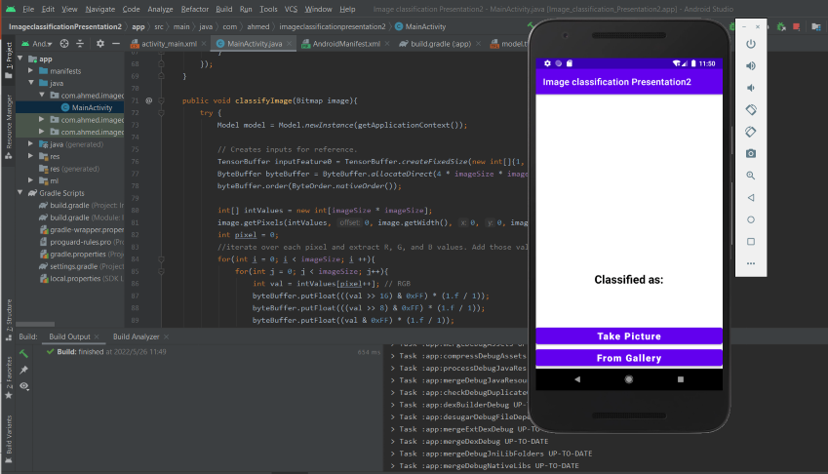 File Edit View Navigate Code Analyze Refactor Build Run Tools VCS Window Help Image classification Presentation2 [...\ImageclassificationPresentation2.app] - Android Studio
ImageclassificationPresentation2 app src main java com ahmed imageclassificationpresentation2 MainActivity
And...
activity_main.xml MainActivity.java AndroidManifest.xml build.gradle (app)
1: Project
Resource Manager
2: Structure
2: Favorites
Build Variants
app
manifests
java
com.ahmed.imagec
MainActivity
com.ahmed.imagec
com.ahmed.imagec
java (generated)
res
res (generated)
ml
Gradle Scripts
build.gradle (Project: In
build.gradle (Module: I
gradle-wrapper.proper
proguard-rules.pro
gradle.properties
settings.gradle
local.properties
68 });
69 }
70
71 @ public void classifyImage(Bitmap image){
72 try {
73 Model model = Model.newInstance(getApplicationContext());
74
75 // Creates inputs for reference.
76 TensorBuffer inputFeature0 = TensorBuffer.createFixedSize(new int[]{1,
77 ByteBuffer byteBuffer = ByteBuffer.allocateDirect(4 * imageSize * image
78 byteBuffer.order(ByteOrder.nativeOrder());
79
80 int[] intValues = new int[imageSize * imageSize];
81 image.getPixels(intValues, offset: 0, image.getWidth(), x: 0, y: 0, imag
82 int pixel = 0;
83 //iterate over each pixel and extract R, G, and B values. Add those val
84 for(int i = 0; i < imageSize; i ++){
85 for(int j = 0; j < imageSize; j++){
86 int val = intValues[pixel++]; // RGB
87 byteBuffer.putFloat(((val >> 16) & 0xFF) * (1.f / 1));
88 byteBuffer.putFloat(((val >> 8) & 0xFF) * (1.f / 1));
89 byteBuffer.putFloat((val & 0xFF) * (1.f / 1));
Build: Build Output Build Analyzer
Build: finished at 2022/5/26 11:49 654 ms
> Task :app:compressDebugAssets
> Task :app:processDebugJavaRes
> Task :app:mergeDebugJavaResou
> Task :app:checkDebugDuplicate
> Task :app:dexBuilderDebug UP-
> Task :app:desugarDebugFileDepe
> Task :app:mergeExtDexDebug UP-TO
> Task :app:mergeDexDebug UP-TO-DATE
> Task :app:mergeDebugJniLibFolders UP-TO-DATE
> Task :app:mergeDebugNativeLibs UP-TO-DATE
11:50
Image classification Presentation2
Classified as:
Take Picture
From Gallery